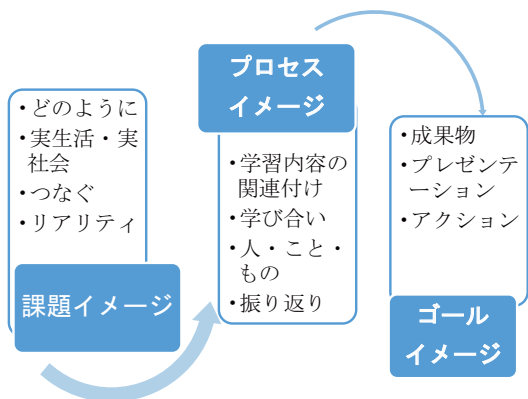 ・どのように
・実生活・実
社会
・つなぐ
・リアリティ
課題イメージ
プロセス
イメージ
・学習内容の
関連付け
・学び合い
・人・こと・
もの
・振り返り
・成果物
・プレゼンテ
ーション
・アクション
ゴール
イメージ